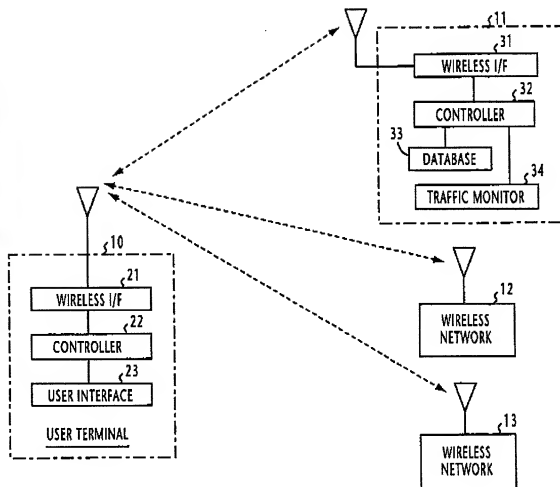 11
31
WIRELESS I/F
32
CONTROLLER
33
DATABASE
34
TRAFFIC MONITOR
10
21
WIRELESS I/F
22
CONTROLLER
23
USER INTERFACE
USER TERMINAL
12
WIRELESS
NETWORK
13
WIRELESS
NETWORK